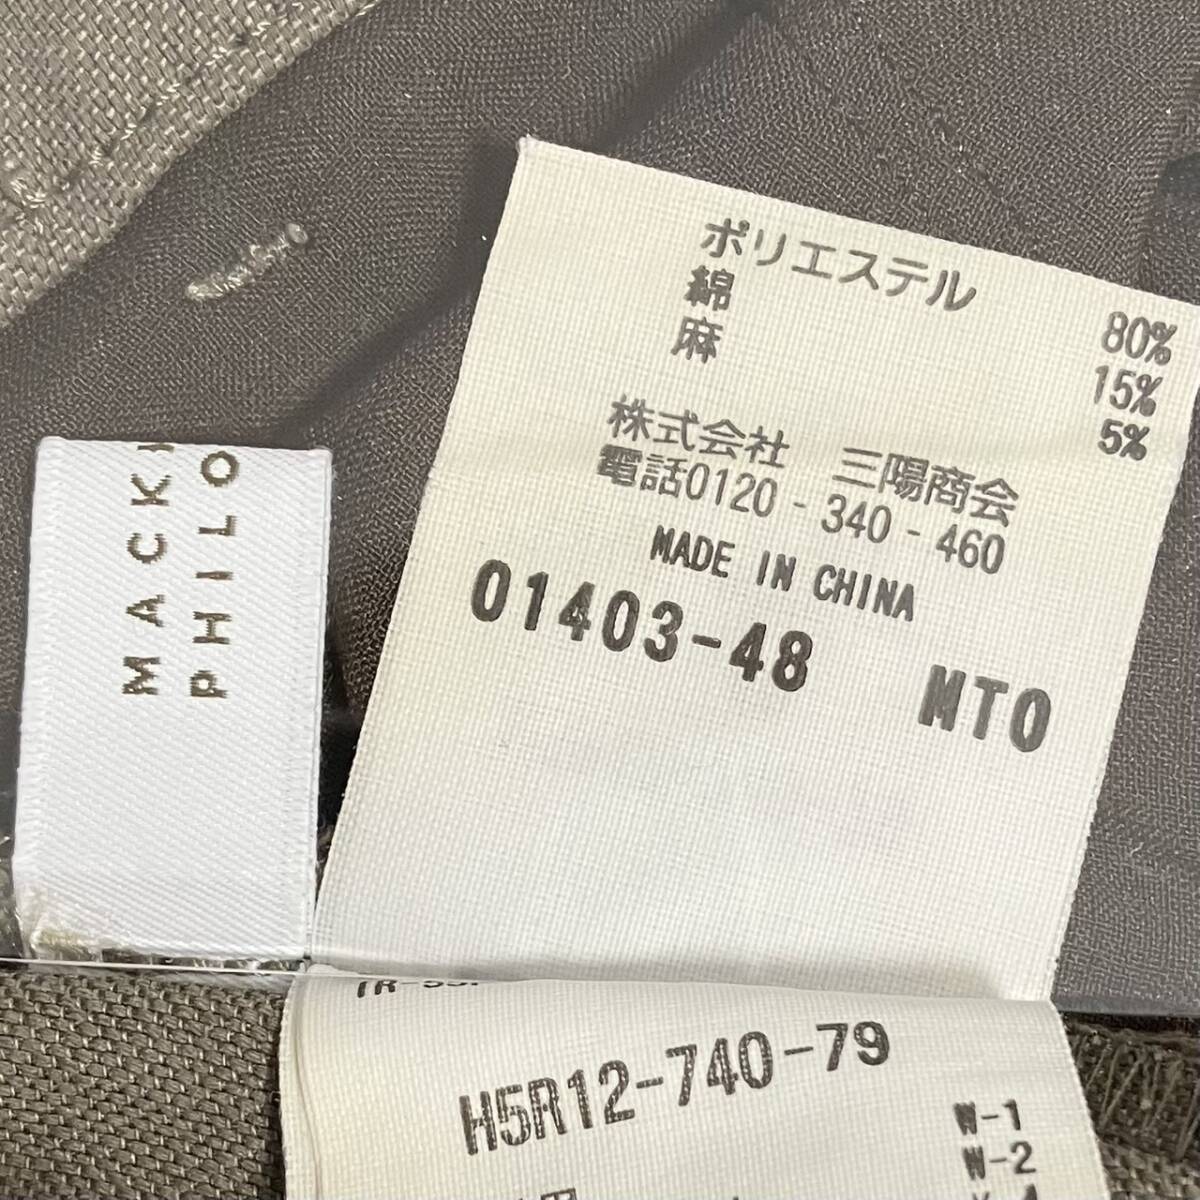 MACK
PHILO
ポリエステル 80%
綿 15%
麻 5%
株式会社 三陽商会
電話0120-340-460
MADE IN CHINA
01403-48 MTO
H5R12-740-79
W-1
W-2